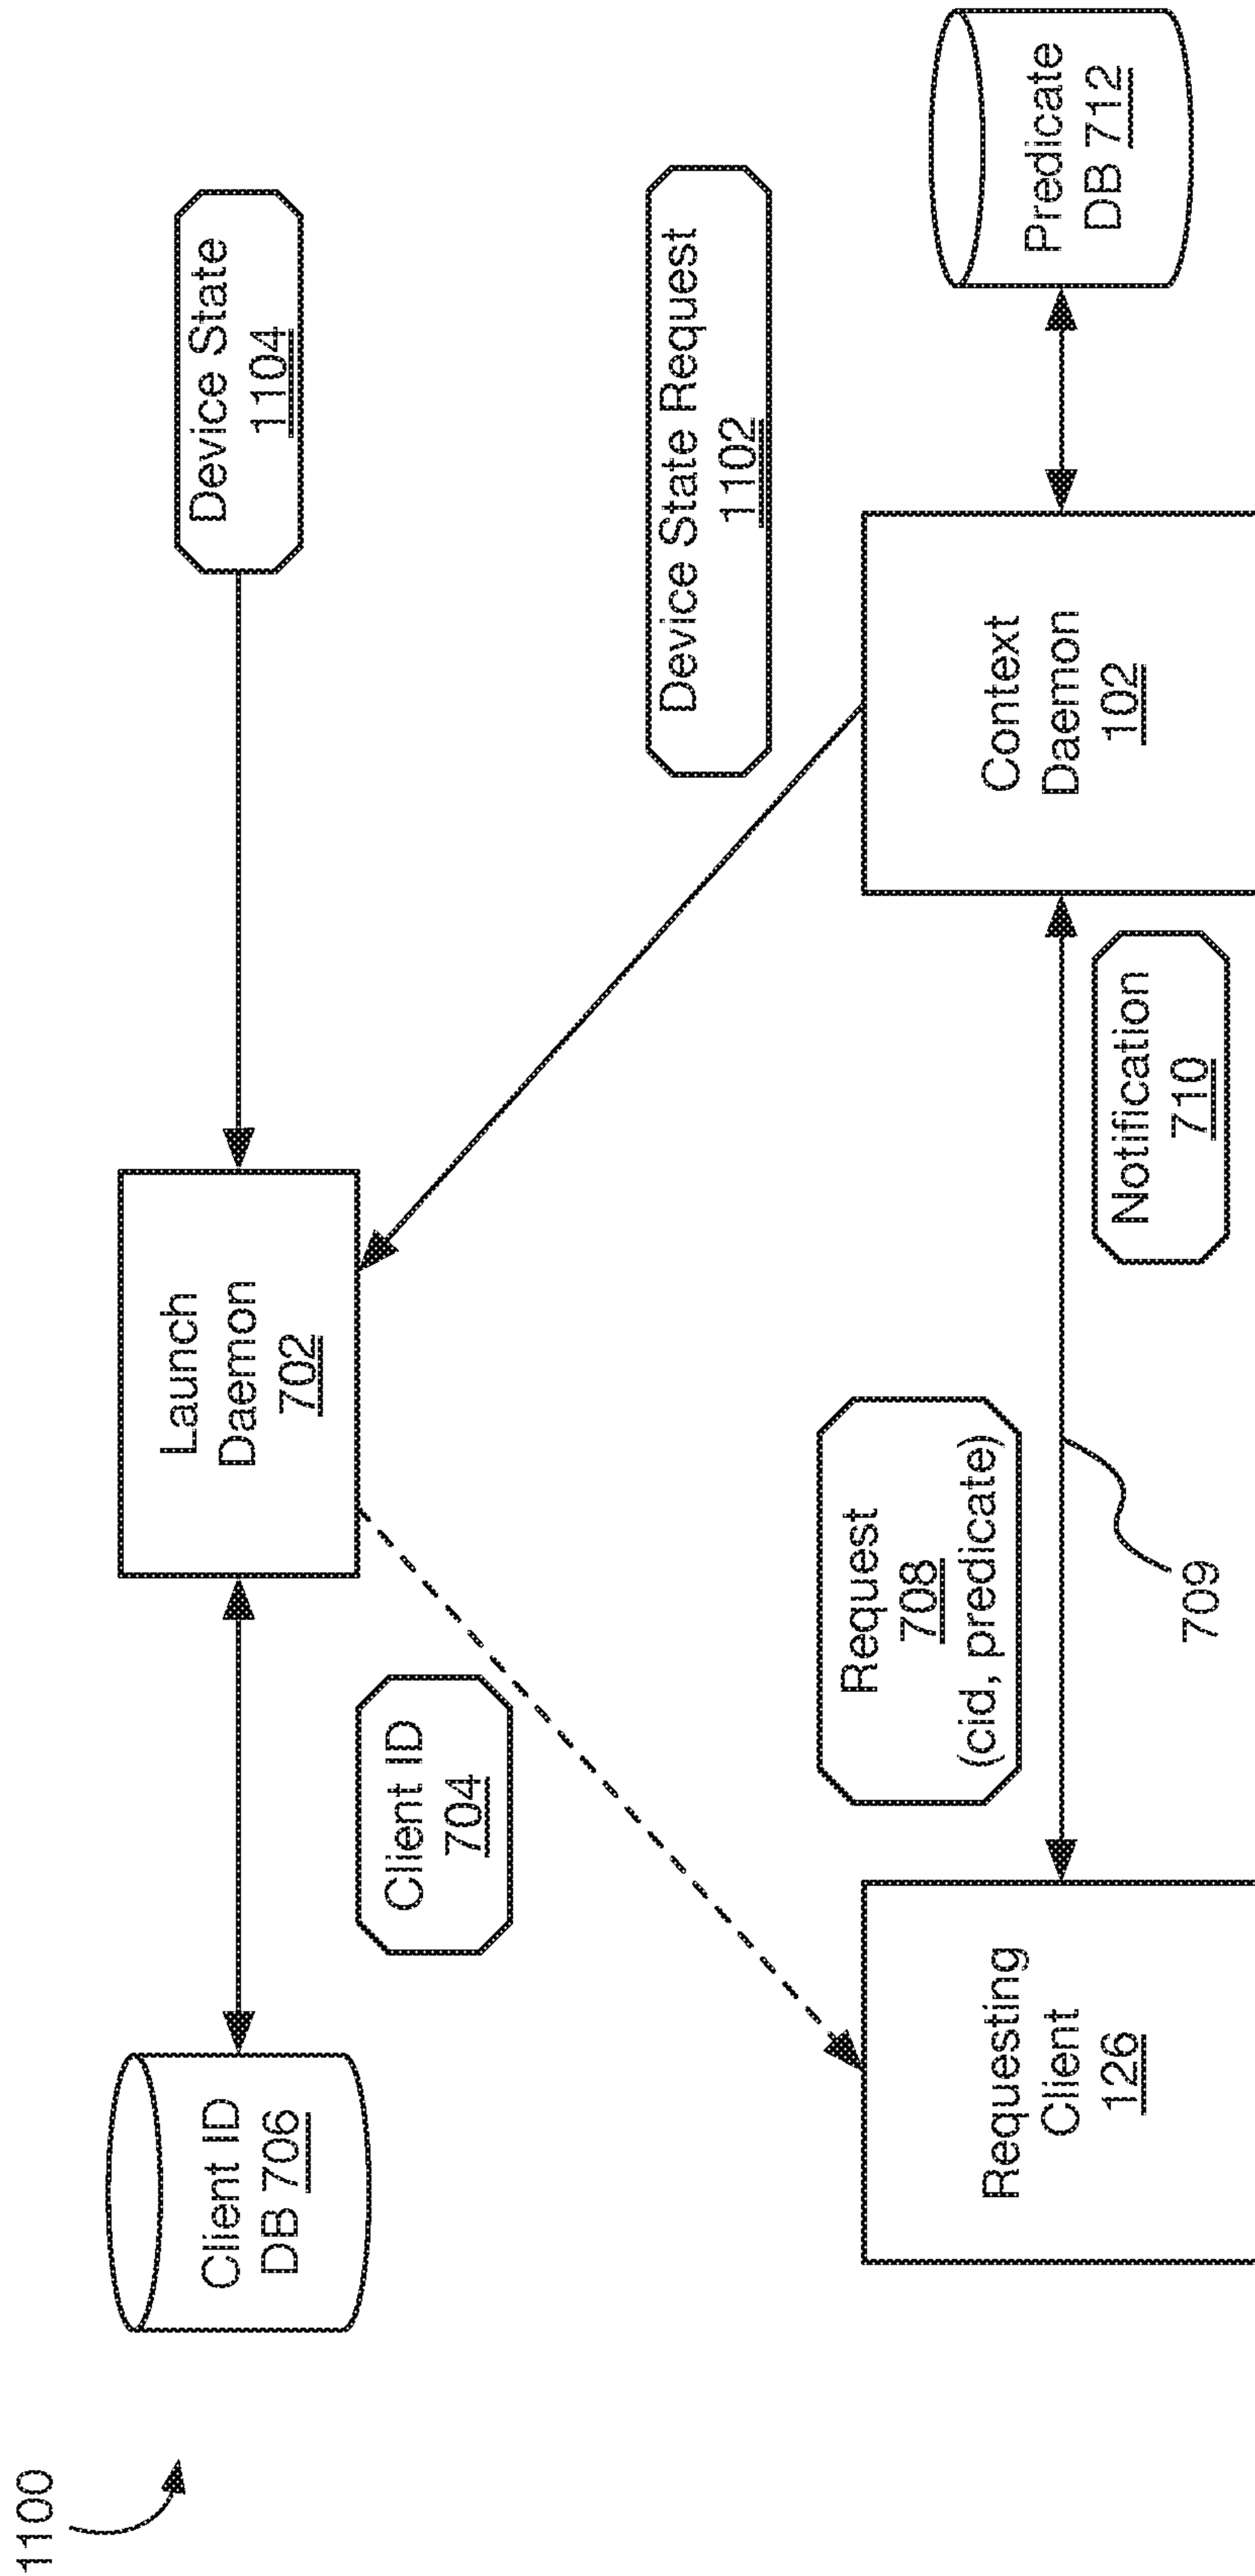 1100
Client ID
DB 706
Launch
Daemon
702
Device State
1104
Client ID
704
Device State Request
1102
Request
708
(cid, predicate)
Requesting
Client
126
709
Notification
710
Context
Daemon
102
Predicate
DB 712